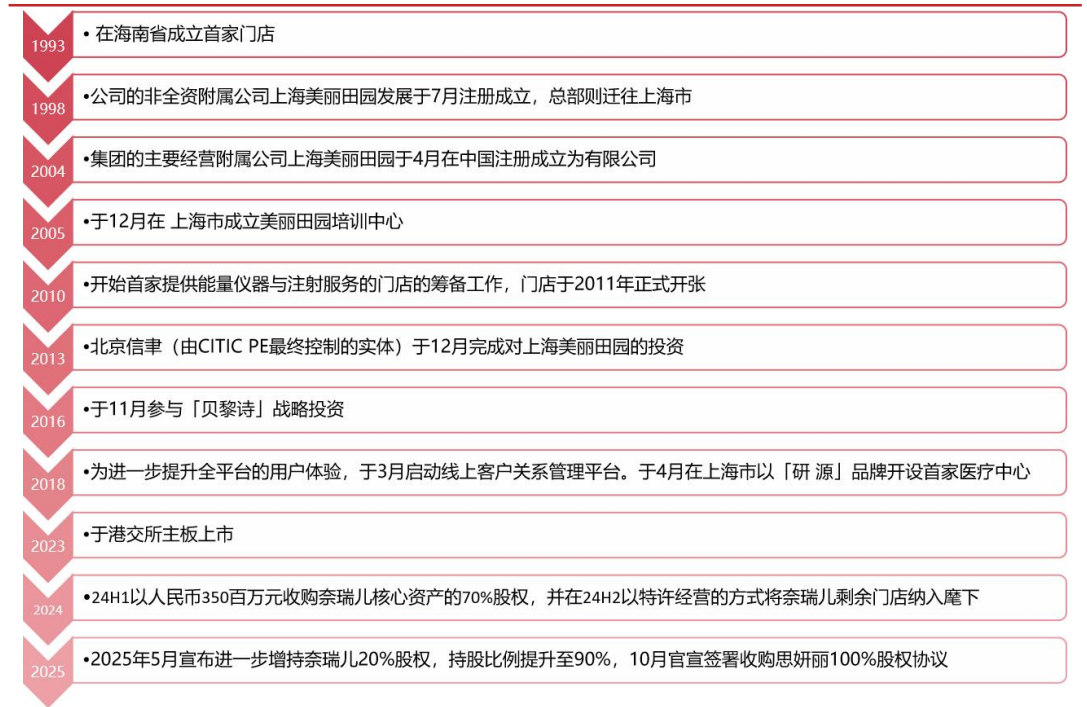 1993
• 在海南省成立首家门店
1998
•公司的非全资附属公司上海美丽田园发展于7月注册成立，总部则迁往上海市
2004
•集团的主要经营附属公司上海美丽田园于4月在中国注册成立为有限公司
2005
•于12月在 上海市成立美丽田园培训中心
2010
•开始首家提供能量仪器与注射服务的门店的筹备工作，门店于2011年正式开张
2013
•北京信聿（由CITIC PE最终控制的实体）于12月完成对上海美丽田园的投资
2016
•于11月参与「贝黎诗」战略投资
2018
•为进一步提升全平台的用户体验，于3月启动线上客户关系管理平台。于4月在上海市以「研 源」品牌开设首家医疗中心
2023
•于港交所主板上市
2024
•24H1以人民币350百万元收购奈瑞儿核心资产的70%股权，并在24H2以特许经营的方式将奈瑞儿剩余门店纳入麾下
2025
•2025年5月宣布进一步增持奈瑞儿20%股权，持股比例提升至90%，10月官宣签署收购思妍丽100%股权协议